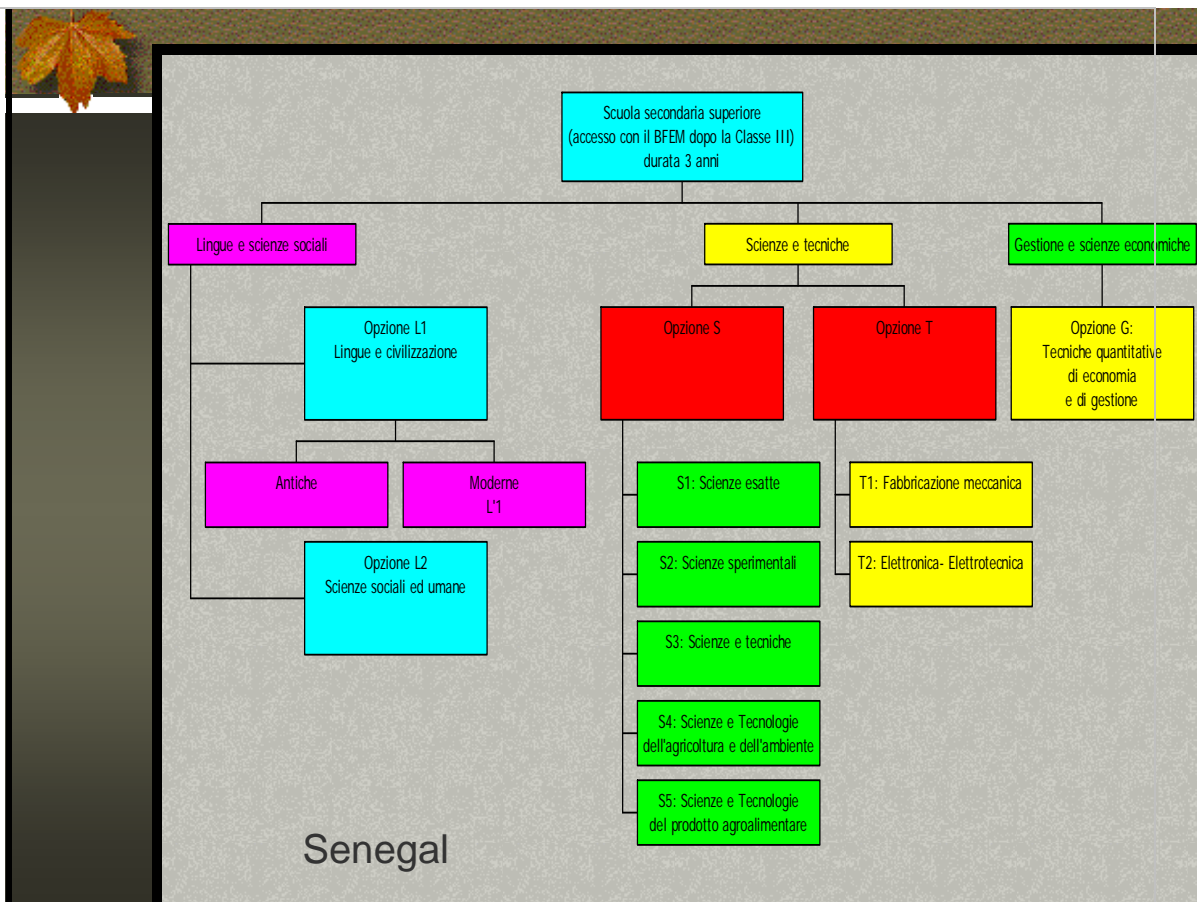 Scuola secondaria superiore
(accesso con il BFEM dopo la Classe III)
durata 3 anni
Lingue e scienze sociali
Scienze e tecniche
Gestione e scienze economiche
Opzione L1
Lingue e civilizzazione
Opzione S
Opzione T
Opzione G:
Tecniche quantitative
di economia
e di gestione
Antiche
Moderne
L'1
S1: Scienze esatte
T1: Fabbricazione meccanica
Opzione L2
Scienze sociali ed umane
S2: Scienze sperimentali
T2: Elettronica- Elettrotecnica
S3: Scienze e tecniche
S4: Scienze e Tecnologie
dell'agricoltura e dell'ambiente
S5: Scienze e Tecnologie
del prodotto agroalimentare
Senegal